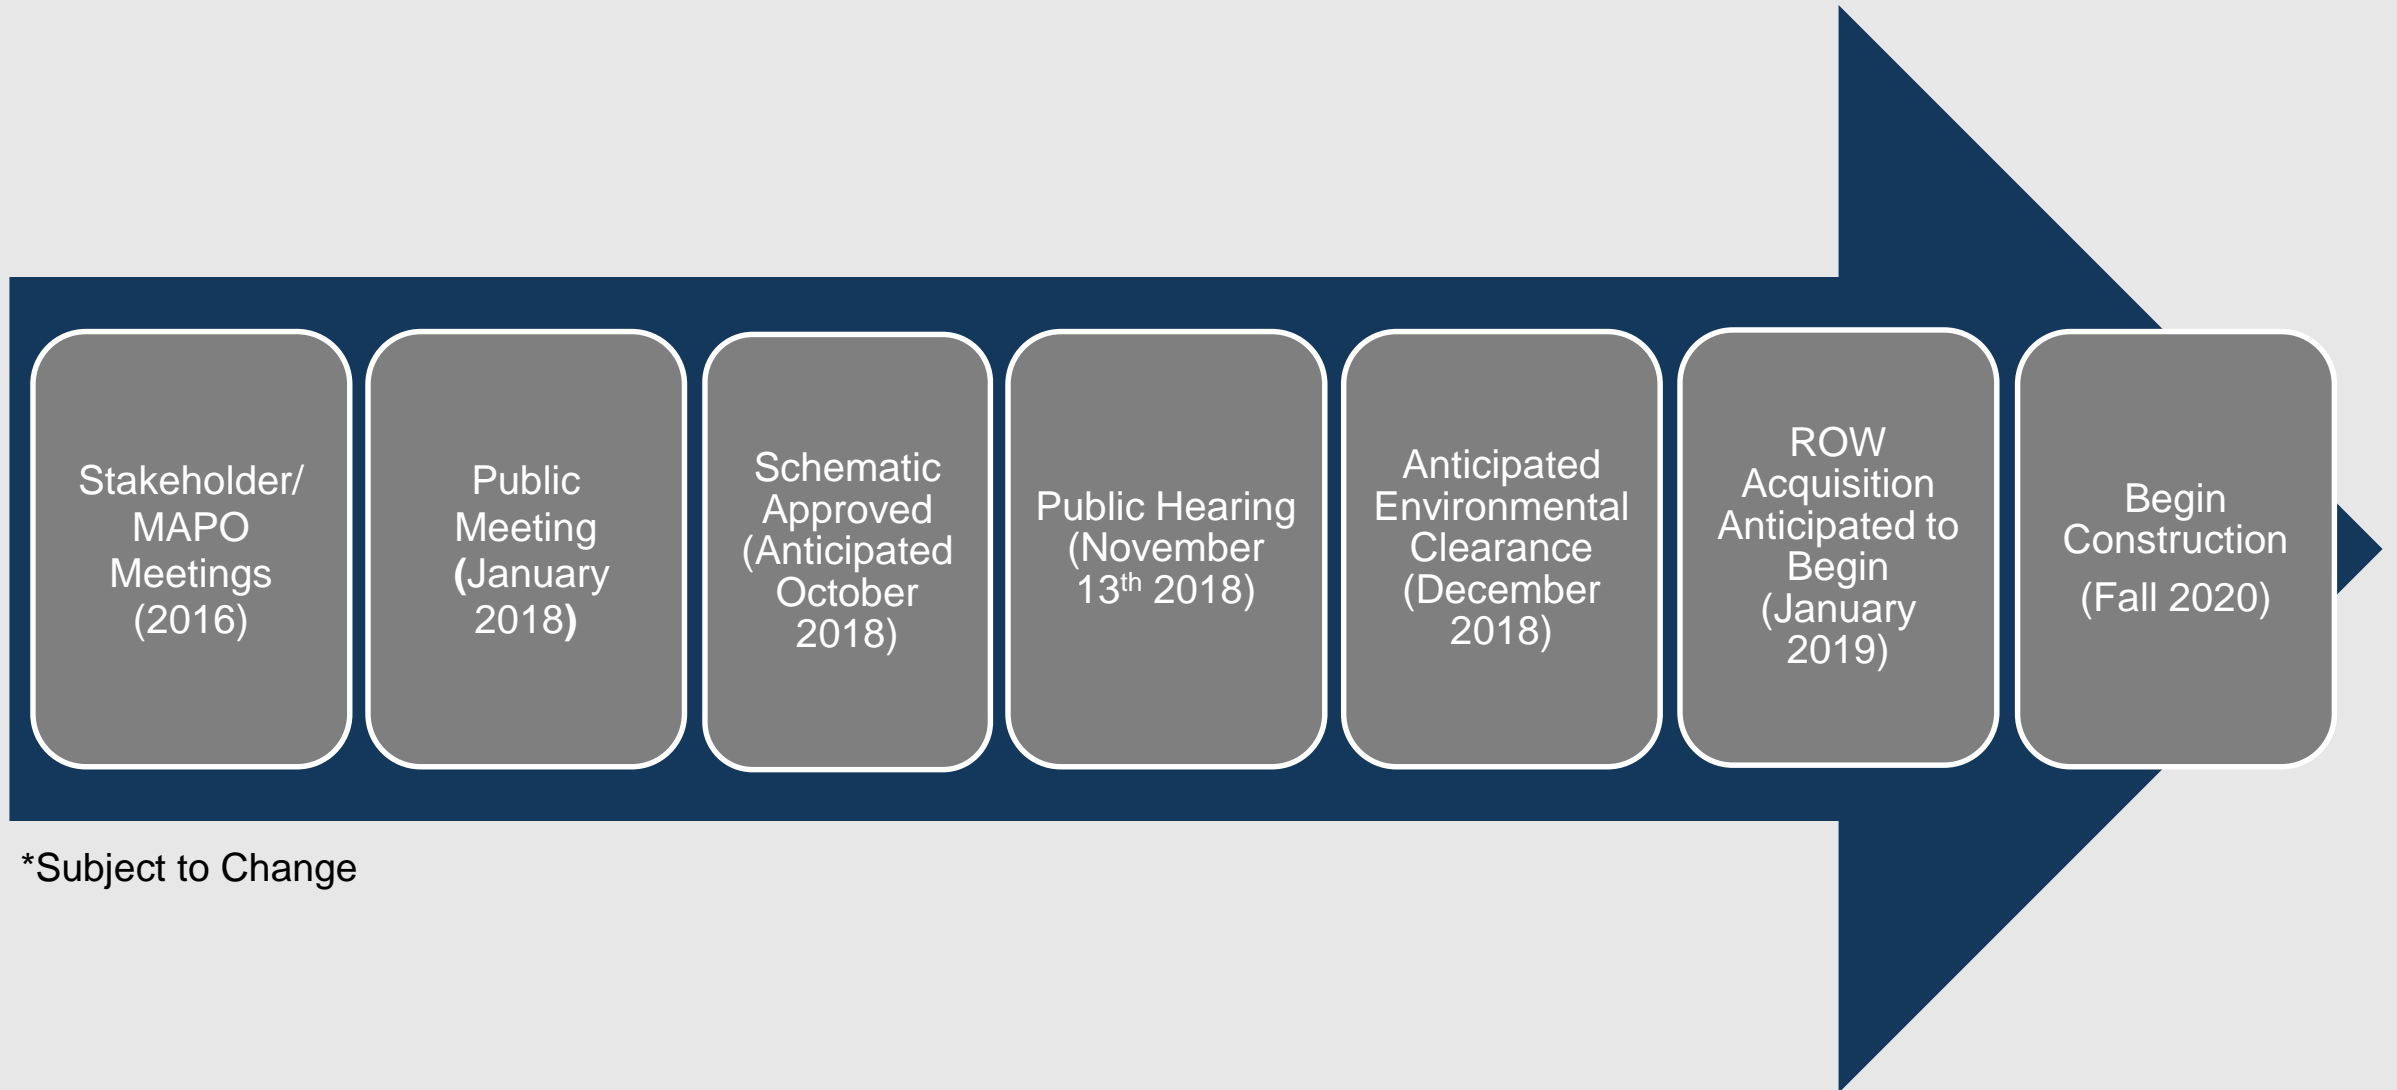 Stakeholder/
MAPO
Meetings
(2016)
Public
Meeting
(January
2018)
Schematic
Approved
(Anticipated
October
2018)
Public Hearing
(November
13th 2018)
Anticipated
Environmental
Clearance
(December
2018)
ROW
Acquisition
Anticipated to
Begin
(January
2019)
Begin
Construction
(Fall 2020)
*Subject to Change